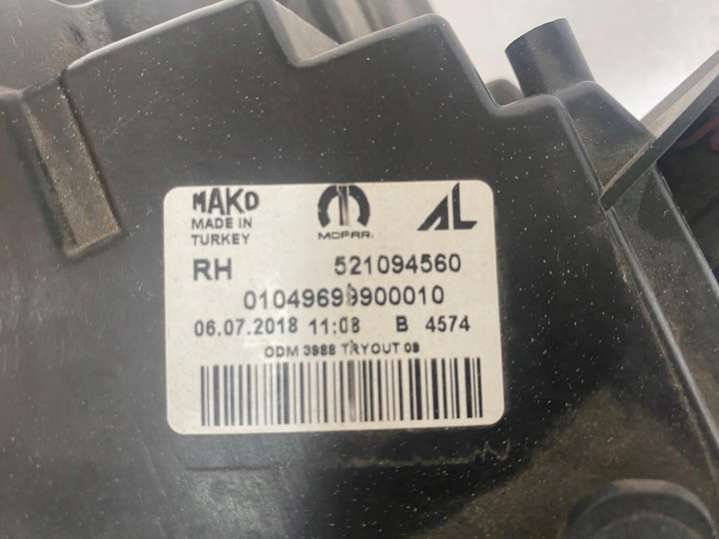 MAKO
MADE IN
TURKEY
MOPAR.
AL
RH 521094560
01049699900010
06.07.2018 11:08 B 4574
ODM 3988 TRYOUT 09